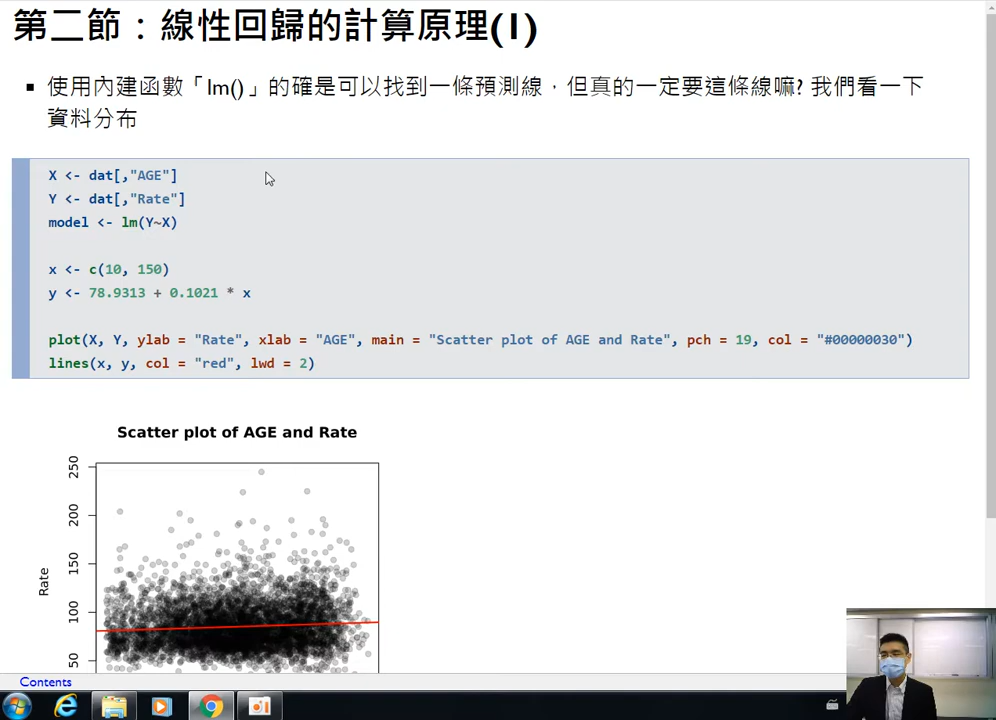 第二節：線性回歸的計算原理(1)
▪ 使用內建函數「lm()」的確是可以找到一條預測線，但真的一定要這條線嘛? 我們看一下
資料分布
X <- dat[,"AGE"]
Y <- dat[,"Rate"]
model <- lm(Y~X)
x <- c(10, 150)
y <- 78.9313 + 0.1021 * x
plot(X, Y, ylab = "Rate", xlab = "AGE", main = "Scatter plot of AGE and Rate", pch = 19, col = "#00000030")
lines(x, y, col = "red", lwd = 2)
Scatter plot of AGE and Rate
250
200
150
100
50
Rate
Contents